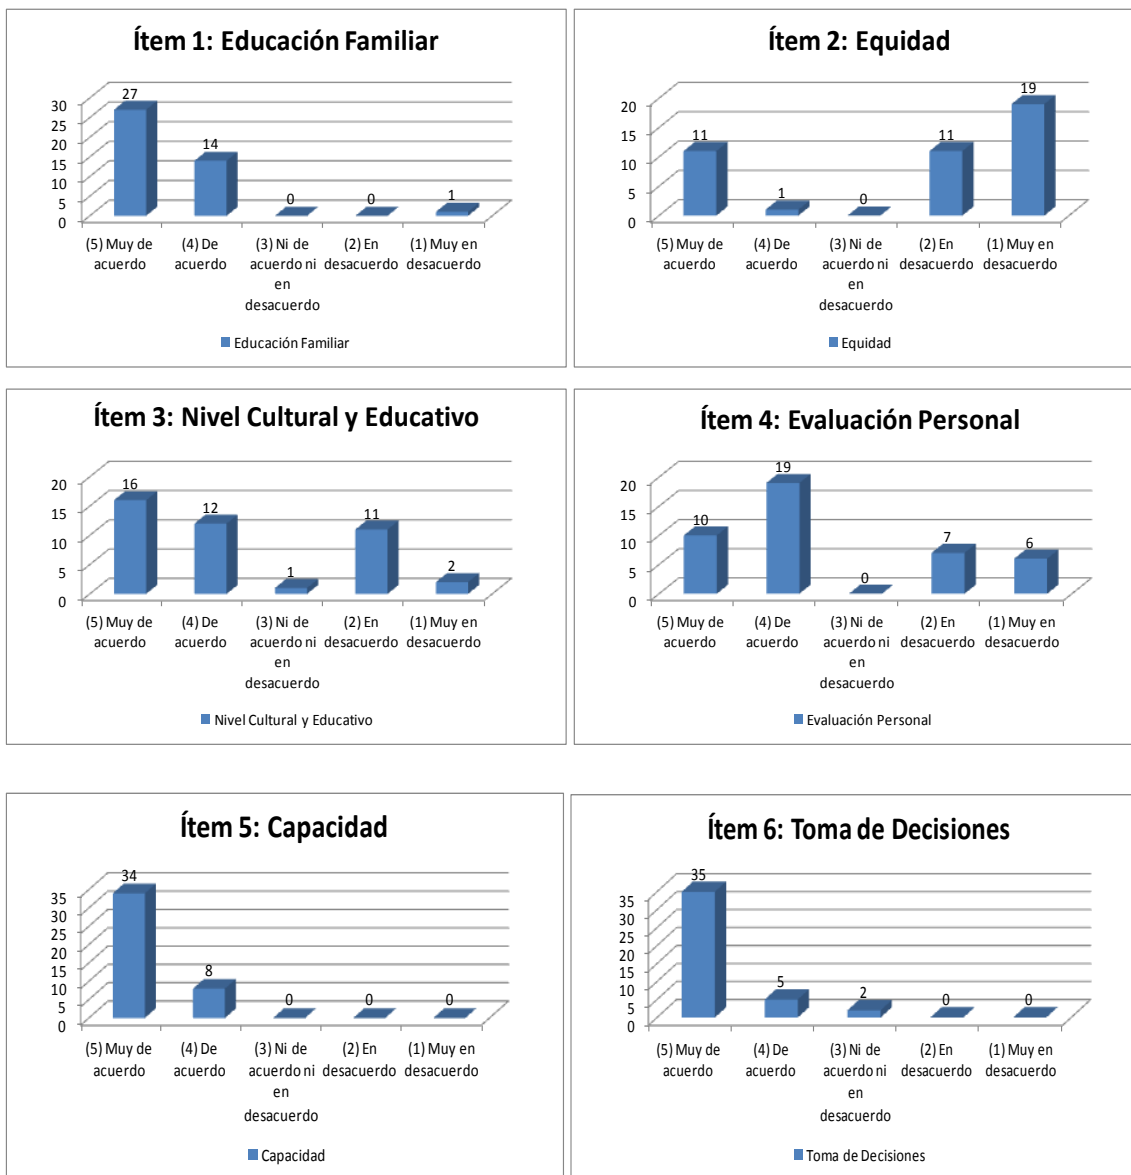 Ítem 1: Educación Familiar
27
14
0
0
1
30
25
20
15
10
5
0
(5) Muy de acuerdo
(4) De acuerdo
(3) Ni de acuerdo ni en desacuerdo
(2) En desacuerdo
(1) Muy en desacuerdo
Educación Familiar
Ítem 2: Equidad
11
1
0
11
19
20
15
10
5
0
(5) Muy de acuerdo
(4) De acuerdo
(3) Ni de acuerdo ni en desacuerdo
(2) En desacuerdo
(1) Muy en desacuerdo
Equidad
Ítem 3: Nivel Cultural y Educativo
16
12
1
11
2
20
15
10
5
0
(5) Muy de acuerdo
(4) De acuerdo
(3) Ni de acuerdo ni en desacuerdo
(2) En desacuerdo
(1) Muy en desacuerdo
Nivel Cultural y Educativo
Ítem 4: Evaluación Personal
10
19
0
7
6
20
15
10
5
0
(5) Muy de acuerdo
(4) De acuerdo
(3) Ni de acuerdo ni en desacuerdo
(2) En desacuerdo
(1) Muy en desacuerdo
Evaluación Personal
Ítem 5: Capacidad
34
8
0
0
0
35
30
25
20
15
10
5
0
(5) Muy de acuerdo
(4) De acuerdo
(3) Ni de acuerdo ni en desacuerdo
(2) En desacuerdo
(1) Muy en desacuerdo
Capacidad
Ítem 6: Toma de Decisiones
35
5
2
0
0
35
30
25
20
15
10
5
0
(5) Muy de acuerdo
(4) De acuerdo
(3) Ni de acuerdo ni en desacuerdo
(2) En desacuerdo
(1) Muy en desacuerdo
Toma de Decisiones